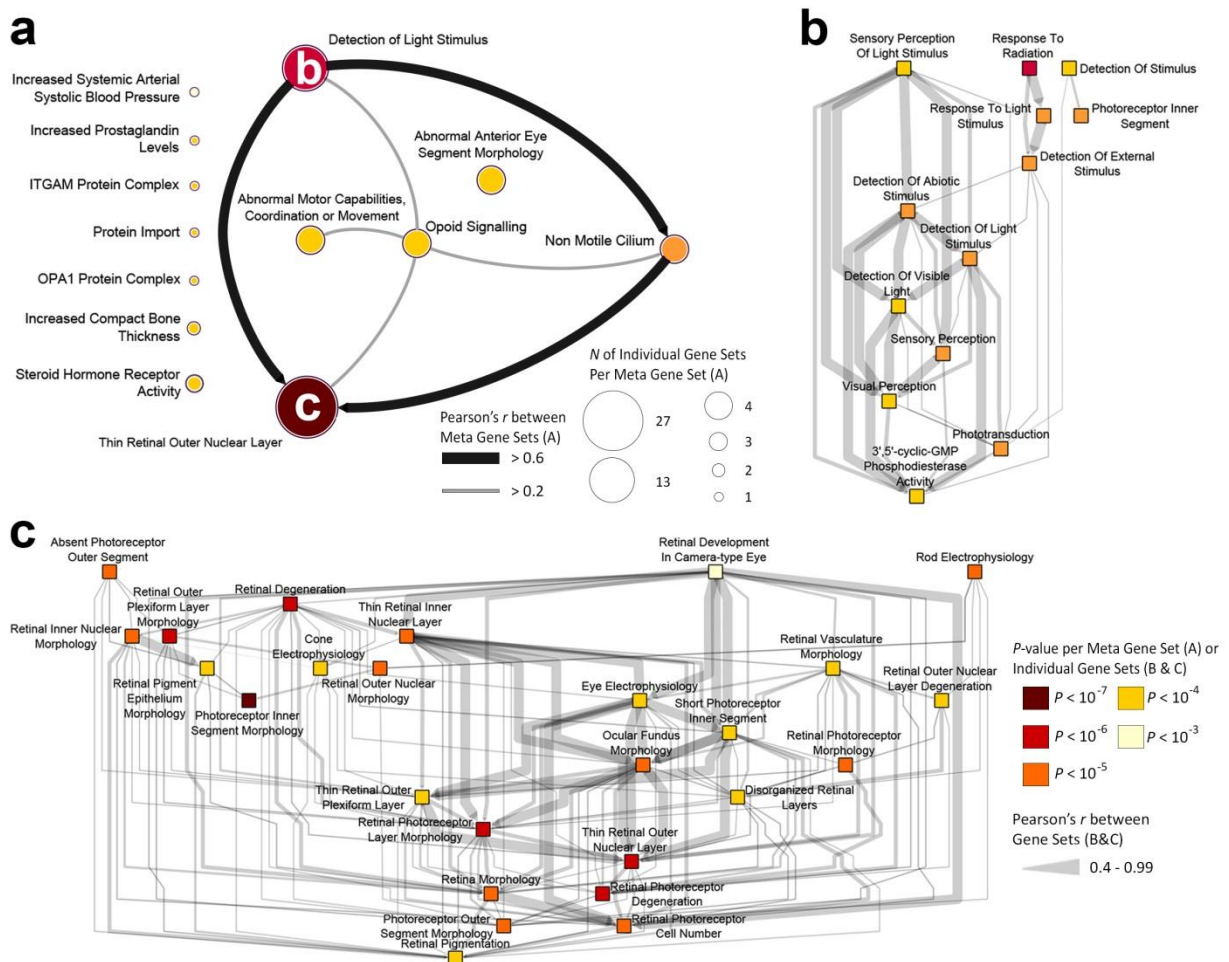 a
Detection of Light Stimulus
b
Increased Systemic Arterial
Systolic Blood Pressure
Increased Prostaglandin
Levels
ITGAM Protein Complex
Protein Import
OPA1 Protein Complex
Increased Compact Bone
Thickness
Steroid Hormone Receptor
Activity
Abnormal Anterior Eye
Segment Morphology
Abnormal Motor Capabilities,
Coordination or Movement
Opoid Signalling
Non Motile Cilium
c
Thin Retinal Outer Nuclear Layer
Pearson's r between
Meta Gene Sets (A)
> 0.6
> 0.2
N of Individual Gene Sets
Per Meta Gene Set (A)
27
13
4
3
2
1
b
Sensory Perception
Of Light Stimulus
Response To
Radiation
Detection Of Stimulus
Response To Light
Stimulus
Photoreceptor Inner
Segment
Detection Of External
Stimulus
Detection Of Abiotic
Stimulus
Detection Of Light
Stimulus
Detection Of Visible
Light
Sensory Perception
Visual Perception
Phototransduction
3',5'-cyclic-GMP
Phosphodiesterase
Activity
c
Absent Photoreceptor
Outer Segment
Retinal Development
In Camera-type Eye
Rod Electrophysiology
Retinal Outer
Plexiform Layer
Morphology
Retinal Degeneration
Thin Retinal Inner
Nuclear Layer
Retinal Inner Nuclear
Morphology
Cone
Electrophysiology
Retinal Vasculature
Morphology
Retinal Pigment
Epithelium
Morphology
Retinal Outer Nuclear
Morphology
Retinal Outer Nuclear
Layer Degeneration
Photoreceptor Inner
Segment Morphology
Eye Electrophysiology
Short Photoreceptor
Inner Segment
Ocular Fundus
Morphology
Retinal Photoreceptor
Morphology
Thin Retinal Outer
Plexiform Layer
Disorganized Retinal
Layers
Retinal Photoreceptor
Layer Morphology
Thin Retinal Outer
Nuclear Layer
Retina Morphology
Retinal Photoreceptor
Degeneration
Photoreceptor Outer
Segment Morphology
Retinal Photoreceptor
Cell Number
Retinal Pigmentation
P-value per Meta Gene Set (A) or
Individual Gene Sets (B & C)
P < 10-7
P < 10-4
P < 10-6
P < 10-3
P < 10-5
Pearson's r between
Gene Sets (B&C)
0.4 - 0.99